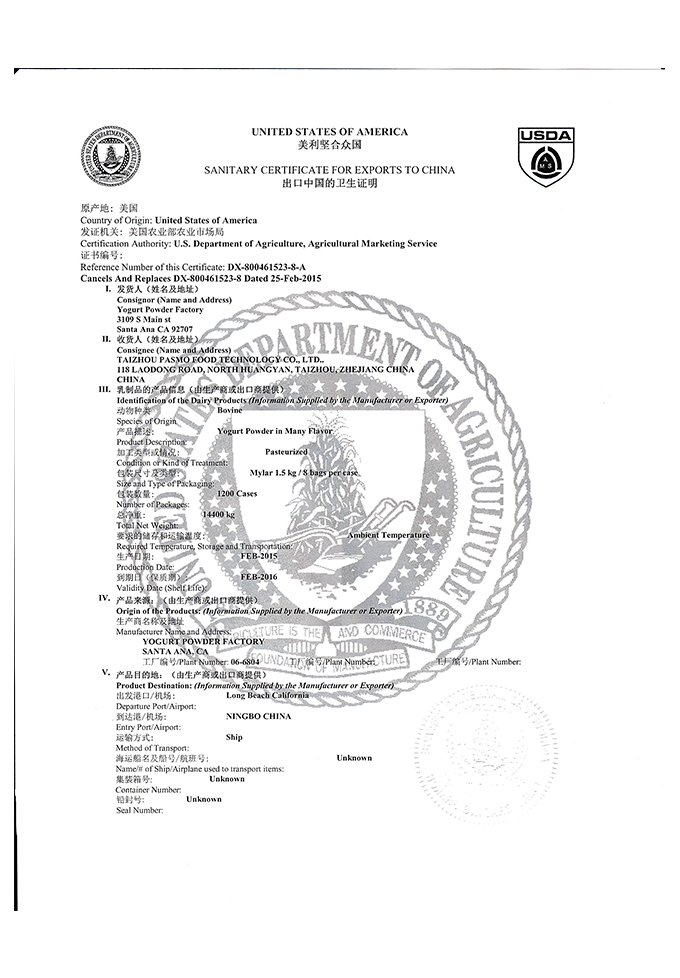 UNITED STATES OF AMERICA
美利坚合众国
USDA
AMS
SANITARY CERTIFICATE FOR EXPORTS TO CHINA
出口中国的卫生证明
原产地：美国
Country of Origin: United States of America
发证机关：美国农业部农业市场局
Certification Authority: U.S. Department of Agriculture, Agricultural Marketing Service
证书编号：
Reference Number of this Certificate: DX-800461523-8-A
Cancels And Replaces DX-800461523-8 Dated 25-Feb-2015
I. 发货人（姓名及地址）
Consignor (Name and Address)
Yogurt Powder Factory
3109 S Main st
Santa Ana CA 92707
II. 收货人（姓名及地址）
Consignee (Name and Address)
TAIZHOU PASMO FOOD TECHNOLOGY CO., LTD..
118 LAODONG ROAD, NORTH HUANGYAN, TAIZHOU, ZHEJIANG CHINA
CHINA
III. 乳制品的产品信息（由生产商或出口商提供）
Identification of the Dairy Products (Information Supplied by the Manufacturer or Exporter)
动物种类 Bovine
Species of Origin
产品描述： Yogurt Powder in Many Flavor
Product Description:
加工类型或情况： Pasteurized
Condition or Kind of Treatment:
包装尺寸及类型： Mylar 1.5 kg / 8 bags per case
Size and Type of Packaging:
包装数量： 1200 Cases
Number of Packages:
总净重： 14400 kg
Total Net Weight:
要求的储存和运输温度： Ambient Temperature
Required Temperature, Storage and Transportation:
生产日期： FEB-2015
Production Date:
到期日（保质期）： FEB-2016
Validity Date (Shelf Life):
IV. 产品来源：（由生产商或出口商提供）
Origin of the Products: (Information Supplied by the Manufacturer or Exporter)
生产商名称及地址
Manufacturer Name and Address:
YOGURT POWDER FACTORY
SANTA ANA, CA
工厂编号/Plant Number: 06-6804 工厂编号/Plant Number: 工厂编号/Plant Number:
V. 产品目的地：（由生产商或出口商提供）
Product Destination: (Information Supplied by the Manufacturer or Exporter)
出发港口/机场： Long Beach California
Departure Port/Airport:
到达港/机场： NINGBO CHINA
Entry Port/Airport:
运输方式： Ship
Method of Transport:
海运船名及船号/航班号： Unknown
Name/# of Ship/Airplane used to transport items:
集装箱号： Unknown
Container Number:
铅封号： Unknown
Seal Number:
UNITED STATES DEPARTMENT OF AGRICULTURE
1889
AGRICULTURE IS THE AND COMMERCE
FOUNDATION OF MANUFACTURE